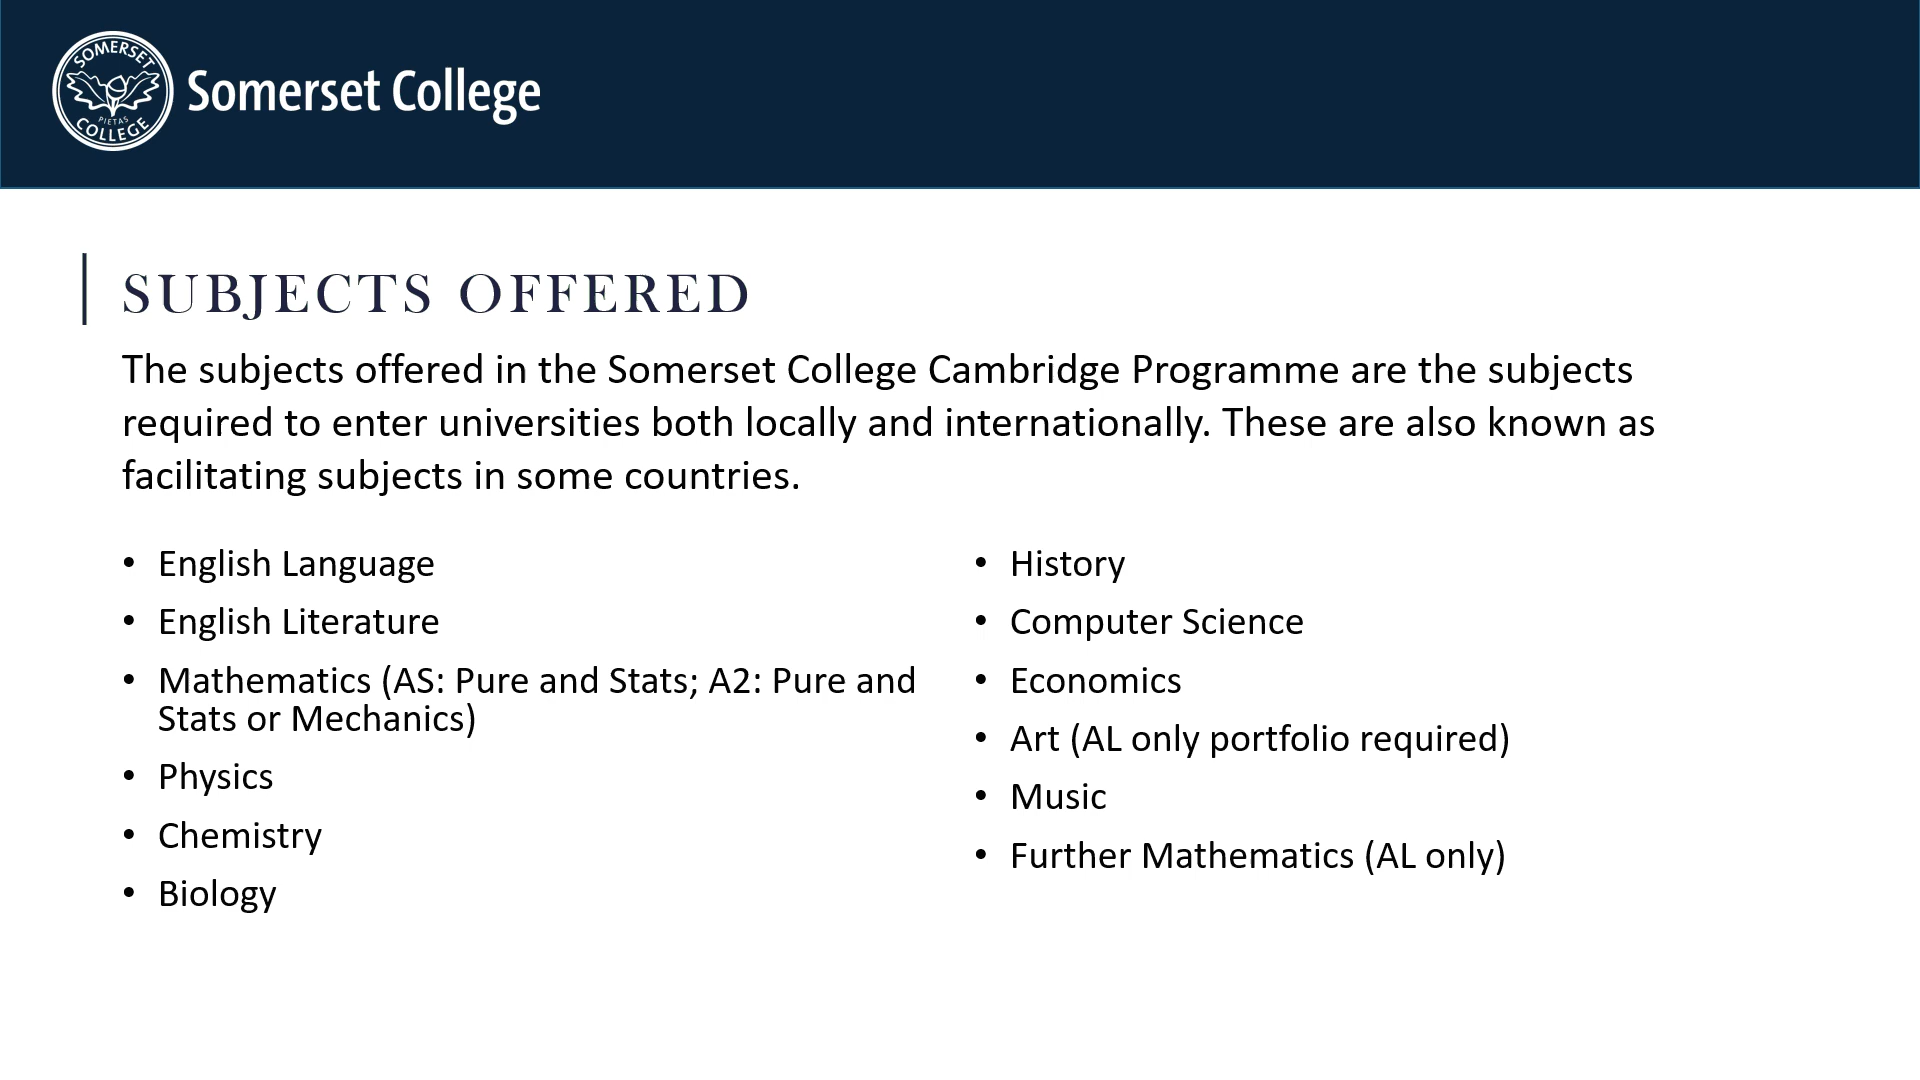 SOMERSET
PIETAS
COLLEGE
Somerset College
SUBJECTS OFFERED
The subjects offered in the Somerset College Cambridge Programme are the subjects
required to enter universities both locally and internationally. These are also known as
facilitating subjects in some countries.
• English Language
• English Literature
• Mathematics (AS: Pure and Stats; A2: Pure and
Stats or Mechanics)
• Physics
• Chemistry
• Biology
• History
• Computer Science
• Economics
• Art (AL only portfolio required)
• Music
• Further Mathematics (AL only)